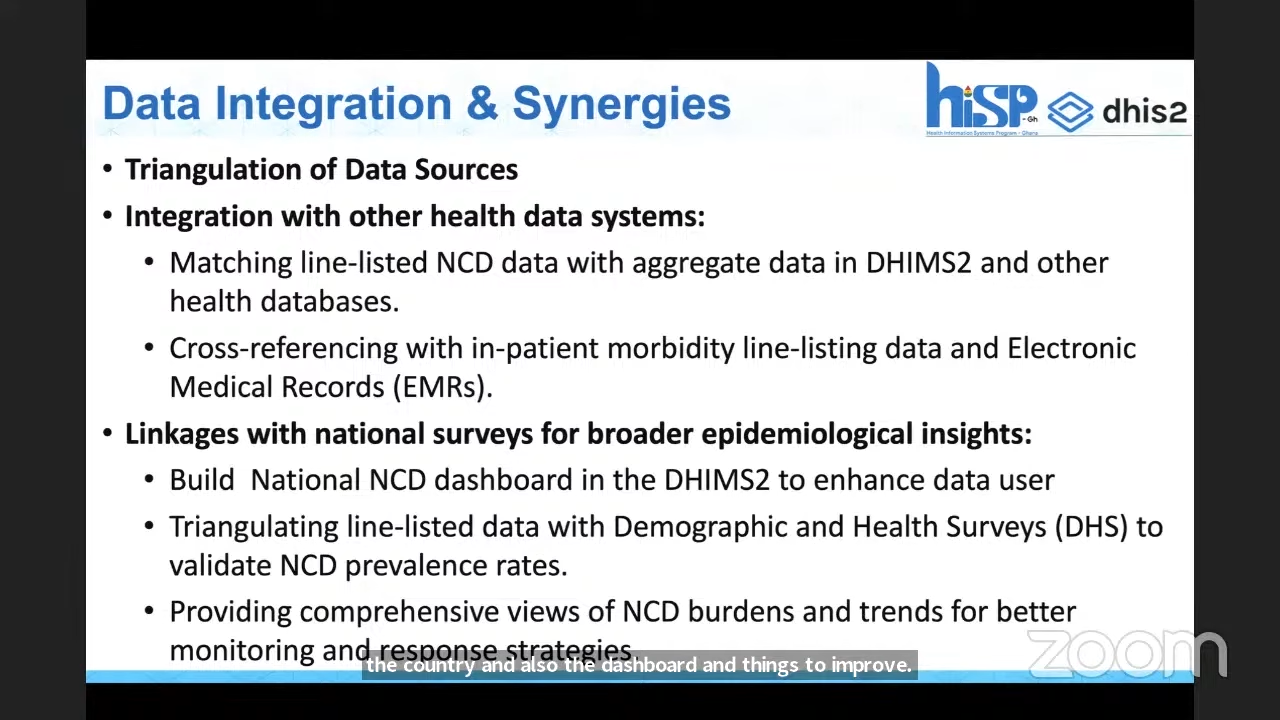 Data Integration & Synergies
hiSP
- Gh
Health Information Systems Program - Ghana
dhis2
• Triangulation of Data Sources
• Integration with other health data systems:
• Matching line-listed NCD data with aggregate data in DHIMS2 and other
health databases.
• Cross-referencing with in-patient morbidity line-listing data and Electronic
Medical Records (EMRs).
• Linkages with national surveys for broader epidemiological insights:
• Build  National NCD dashboard in the DHIMS2 to enhance data user
• Triangulating line-listed data with Demographic and Health Surveys (DHS) to
validate NCD prevalence rates.
• Providing comprehensive views of NCD burdens and trends for better
monitoring and response strategies.
the country and also the dashboard and things to improve.
zoom